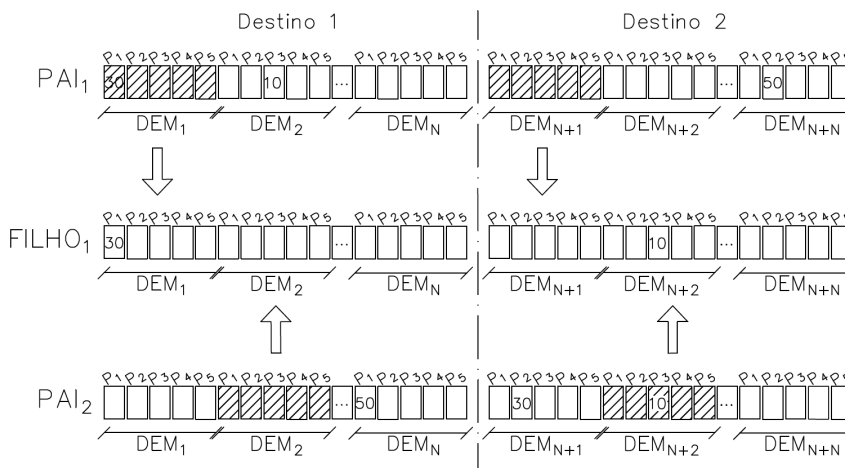 Destino 1 Destino 2
P1 P2 P3 P4 P5 P1 P2 P3 P4 P5 P1 P2 P3 P4 P5 P1 P2 P3 P4 P5 P1 P2 P3 P4 P5 P1 P2 P3 P4 P5
PAI1 30 10 ... ... 50
DEM1 DEM2 DEMN DEMN+1 DEMN+2 DEMN+N
P1 P2 P3 P4 P5 P1 P2 P3 P4 P5 P1 P2 P3 P4 P5 P1 P2 P3 P4 P5 P1 P2 P3 P4 P5 P1 P2 P3 P4 P5
FILHO1 30 ... 10 ...
DEM1 DEM2 DEMN DEMN+1 DEMN+2 DEMN+N
P1 P2 P3 P4 P5 P1 P2 P3 P4 P5 P1 P2 P3 P4 P5 P1 P2 P3 P4 P5 P1 P2 P3 P4 P5 P1 P2 P3 P4 P5
PAI2 ... 50 30 10 ...
DEM1 DEM2 DEMN DEMN+1 DEMN+2 DEMN+N